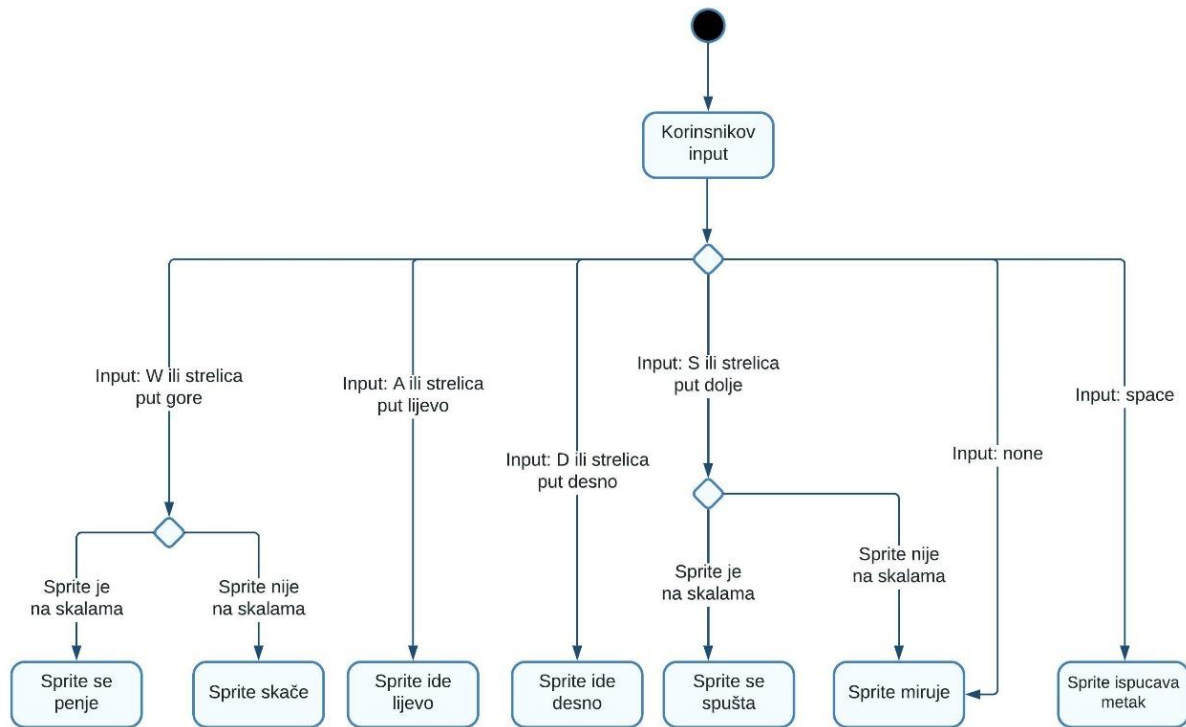 Korinsnikov
input
Input: W ili strelica
put gore
Input: A ili strelica
put lijevo
Input: D ili strelica
put desno
Input: S ili strelica
put dolje
Input: none
Input: space
Sprite je
na skalama
Sprite nije
na skalama
Sprite je
na skalama
Sprite nije
na skalama
Sprite se
penje
Sprite skače
Sprite ide
lijevo
Sprite ide
desno
Sprite se
spušta
Sprite miruje
Sprite ispucava
metak